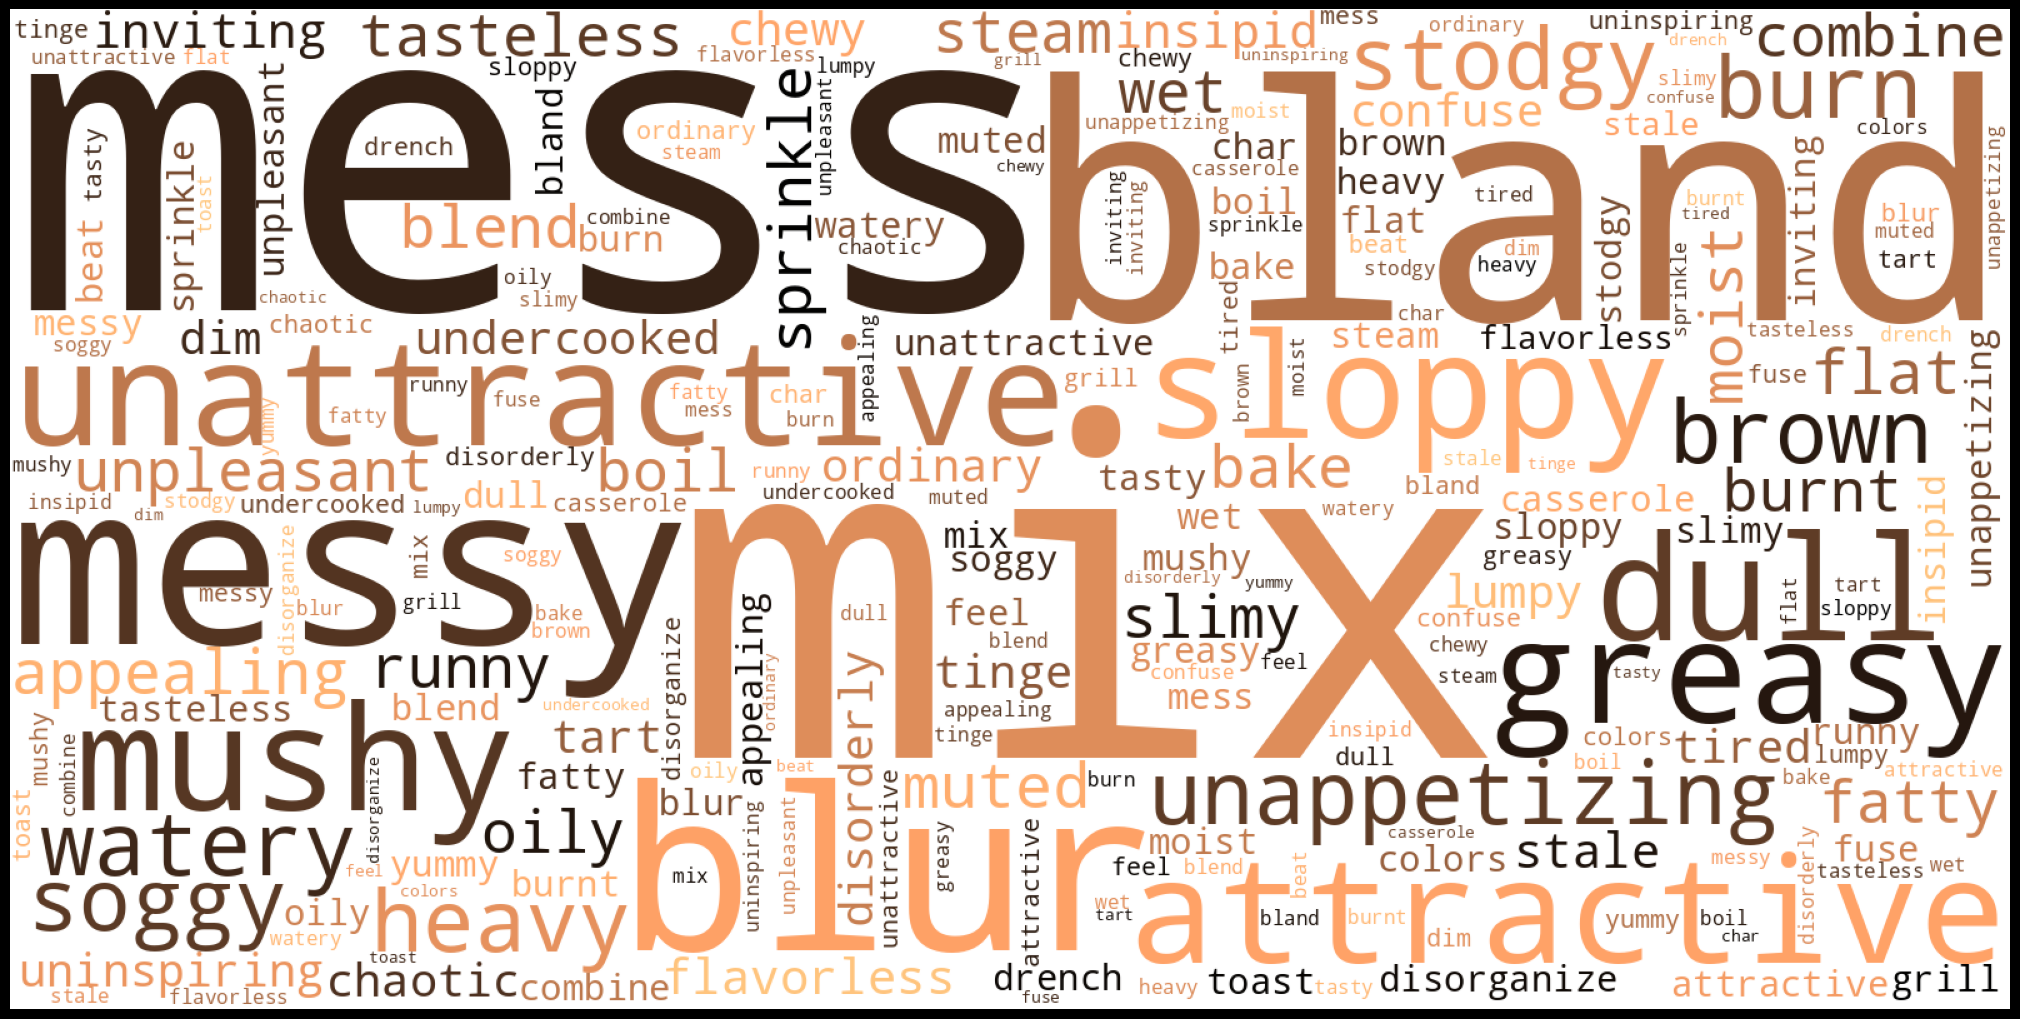 tinge inviting tasteless chewy steam insipid mess ordinary uninspiring combine
unattractive flat sloppy flavorless lumpy grill chewy uninspiring stodgy drench slimy confuse burn
mess bland
unpleasant tasty sprinkle toast beat drench bland ordinary steam sprinkle unpleasant wet moist confuse stale
blend combine burn watery muted chewy unappetizing char casserole brown heavy colors unappetizing
chaotic oily slimy chaotic boil sprinkle inviting inviting bake flat beat tired dim heavy stodgy stodgy burnt tired blur muted tart
messy soggy dim chaotic undercooked unattractive tired steam char flavorless sprinkle moist inviting tasteless drench
unattractive sloppy
runny fuse fatty yummy fatty mess char burn appealing grill brown moist fuse flat
mushy unpleasant disorderly boil runny ordinary tasty bake stale tinge brown
insipid stodgy dim undercooked lumpy dull casserole undercooked muted wet bland watery casserole burnt insipid unappetizing
messy mix
disorganize mix soggy mix soggy mushy sloppy slimy greasy dull
messy blur grill bake brown dull feel disorderly yummy slimy lumpy confuse flat tart sloppy
appealing runny disorganize appealing ordinary disorderly blend tinge greasy feel confuse chewy steam greasy tasty
tasteless blend undercooked tart appealing mess insipid colors tired runny lumpy
mushy mushy combine disorganize fatty oily beat tinge dull boil bake attractive
toast watery oily blur uninspiring unpleasant unattractive muted burn unappetizing fatty
blur greasy attractive moist casserole colors stale messy disorderly fuse
soggy feel yummy colors burnt mix feel blend beat tasteless wet
oily heavy watery wet tart bland burnt attractive dim yummy boil char
uninspiring toast chaotic combine flavorless drench heavy toast tasty disorganize attractive grill
stale flavorless fuse